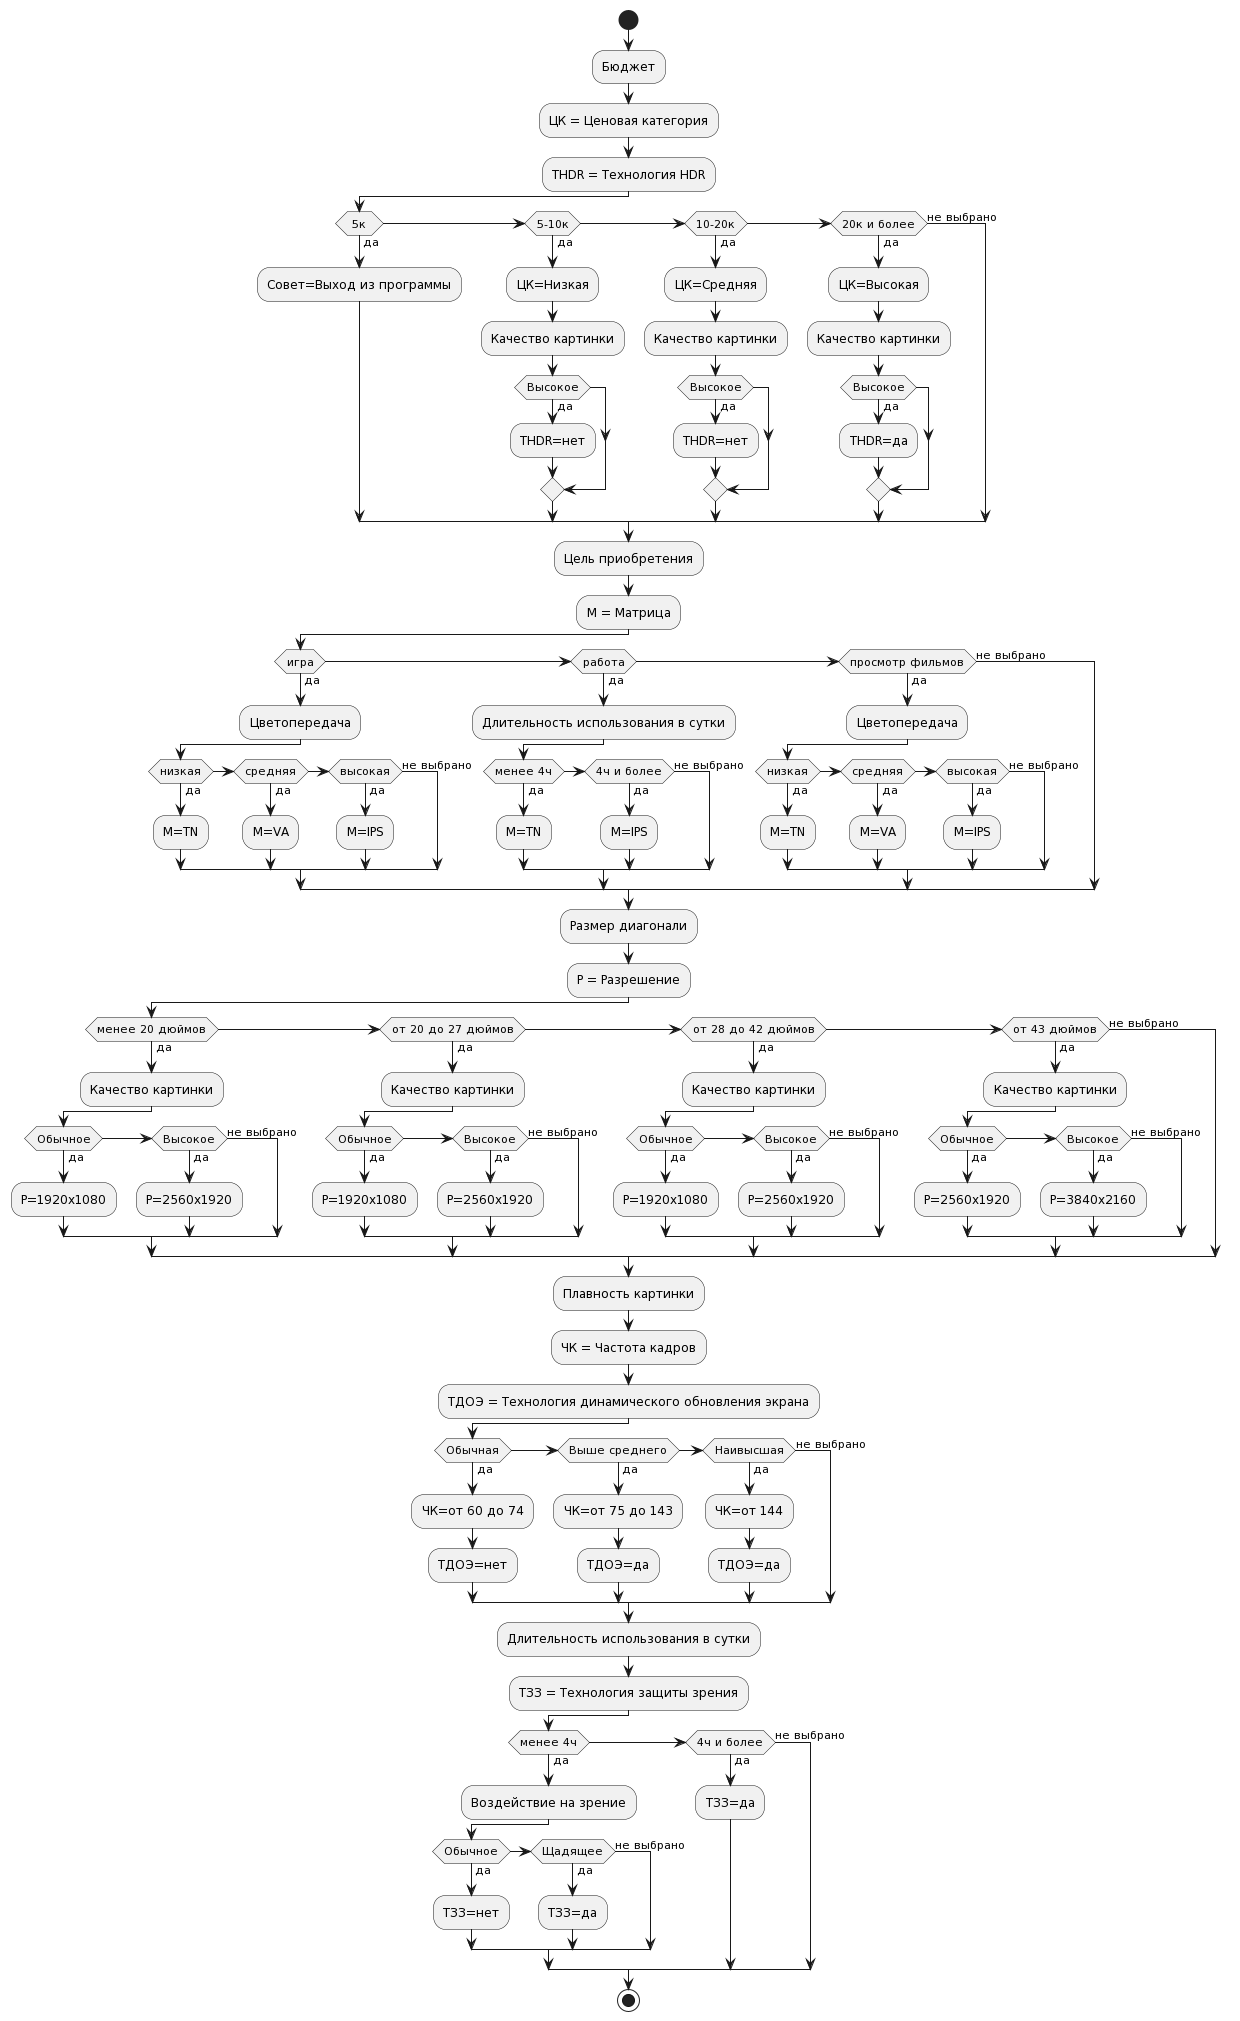 Бюджет
ЦК = Ценовая категория
THDR = Технология HDR
5к
5-10к
10-20к
20к и более
не выбрано
да
да
да
да
Совет=Выход из программы
ЦК=Низкая
ЦК=Средняя
ЦК=Высокая
Качество картинки
Качество картинки
Качество картинки
Высокое
Высокое
Высокое
да
да
да
THDR=нет
THDR=нет
THDR=да
Цель приобретения
М = Матрица
игра
работа
просмотр фильмов
не выбрано
да
да
да
Цветопередача
Длительность использования в сутки
Цветопередача
низкая
средняя
высокая
не выбрано
менее 4ч
4ч и более
не выбрано
низкая
средняя
высокая
не выбрано
да
да
да
да
да
да
да
да
М=TN
М=VA
М=IPS
М=TN
М=IPS
М=TN
М=VA
М=IPS
Размер диагонали
Р = Разрешение
менее 20 дюймов
от 20 до 27 дюймов
от 28 до 42 дюймов
от 43 дюймов
не выбрано
да
да
да
да
Качество картинки
Качество картинки
Качество картинки
Качество картинки
Обычное
Высокое
не выбрано
Обычное
Высокое
не выбрано
Обычное
Высокое
не выбрано
Обычное
Высокое
не выбрано
да
да
да
да
да
да
да
да
Р=1920х1080
Р=2560х1920
Р=1920х1080
Р=2560х1920
Р=1920х1080
Р=2560х1920
Р=2560х1920
Р=3840х2160
Плавность картинки
ЧК = Частота кадров
ТДОЭ = Технология динамического обновления экрана
Обычная
Выше среднего
Наивысшая
не выбрано
да
да
да
ЧК=от 60 до 74
ЧК=от 75 до 143
ЧК=от 144
ТДОЭ=нет
ТДОЭ=да
ТДОЭ=да
Длительность использования в сутки
ТЗЗ = Технология защиты зрения
менее 4ч
4ч и более
не выбрано
да
да
Воздействие на зрение
ТЗЗ=да
Обычное
Щадящее
не выбрано
да
да
ТЗЗ=нет
ТЗЗ=да